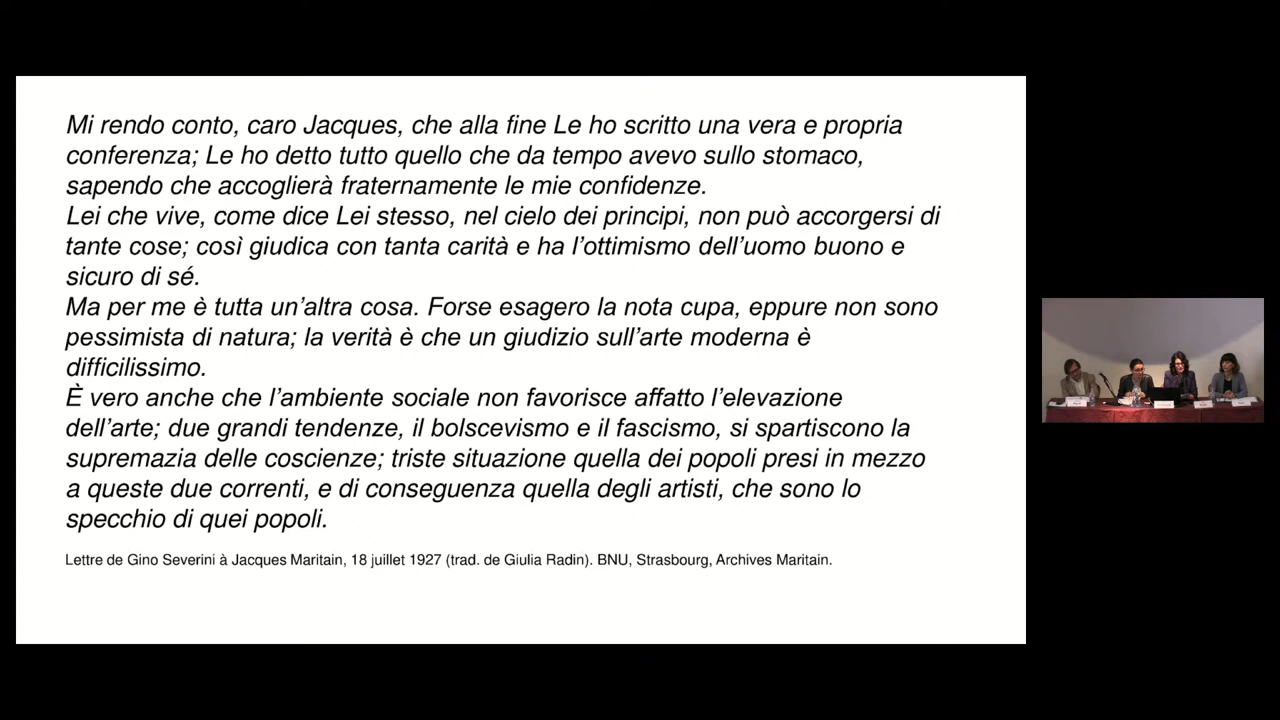 Mi rendo conto, caro Jacques, che alla fine Le ho scritto una vera e propria
conferenza; Le ho detto tutto quello che da tempo avevo sullo stomaco,
sapendo che accoglierà fraternamente le mie confidenze.
Lei che vive, come dice Lei stesso, nel cielo dei principi, non può accorgersi di
tante cose; così giudica con tanta carità e ha l'ottimismo dell'uomo buono e
sicuro di sé.
Ma per me è tutta un'altra cosa. Forse esagero la nota cupa, eppure non sono
pessimista di natura; la verità è che un giudizio sull'arte moderna è
difficilissimo.
È vero anche che l'ambiente sociale non favorisce affatto l'elevazione
dell'arte; due grandi tendenze, il bolscevismo e il fascismo, si spartiscono la
supremazia delle coscienze; triste situazione quella dei popoli presi in mezzo
a queste due correnti, e di conseguenza quella degli artisti, che sono lo
specchio di quei popoli.
Lettre de Gino Severini à Jacques Maritain, 18 juillet 1927 (trad. de Giulia Radin). BNU, Strasbourg, Archives Maritain.